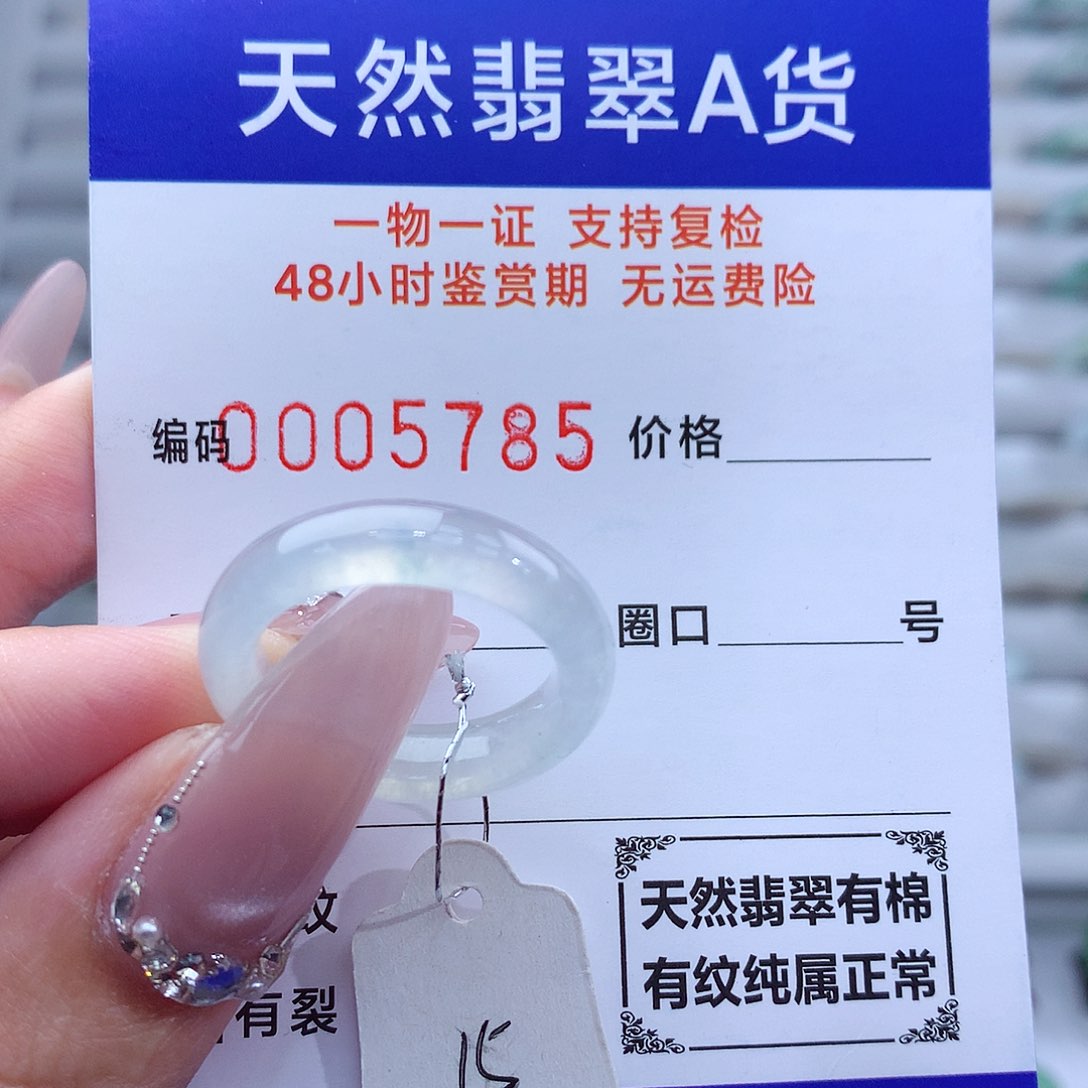 天然翡翠A货
一物一证 支持复检
48小时鉴赏期 无运费险
编码0005785 价格
圈口 号
纹
有裂
天然翡翠有棉
有纹纯属正常
15